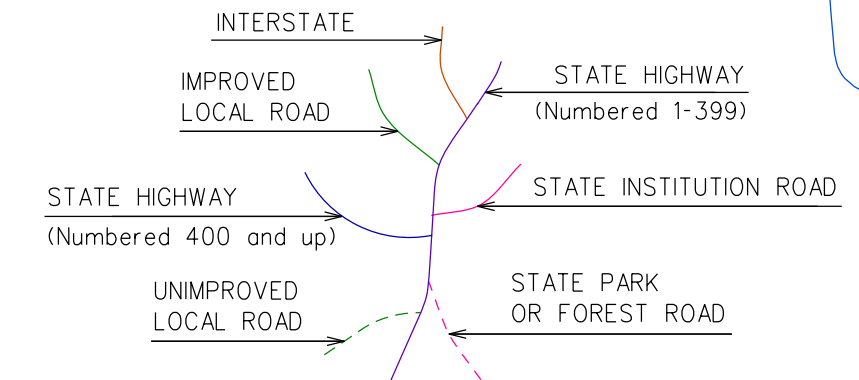 INTERSTATE
IMPROVED
LOCAL ROAD
STATE HIGHWAY
(Numbered 1-399)
STATE HIGHWAY
(Numbered 400 and up)
STATE INSTITUTION ROAD
UNIMPROVED
LOCAL ROAD
STATE PARK
OR FOREST ROAD